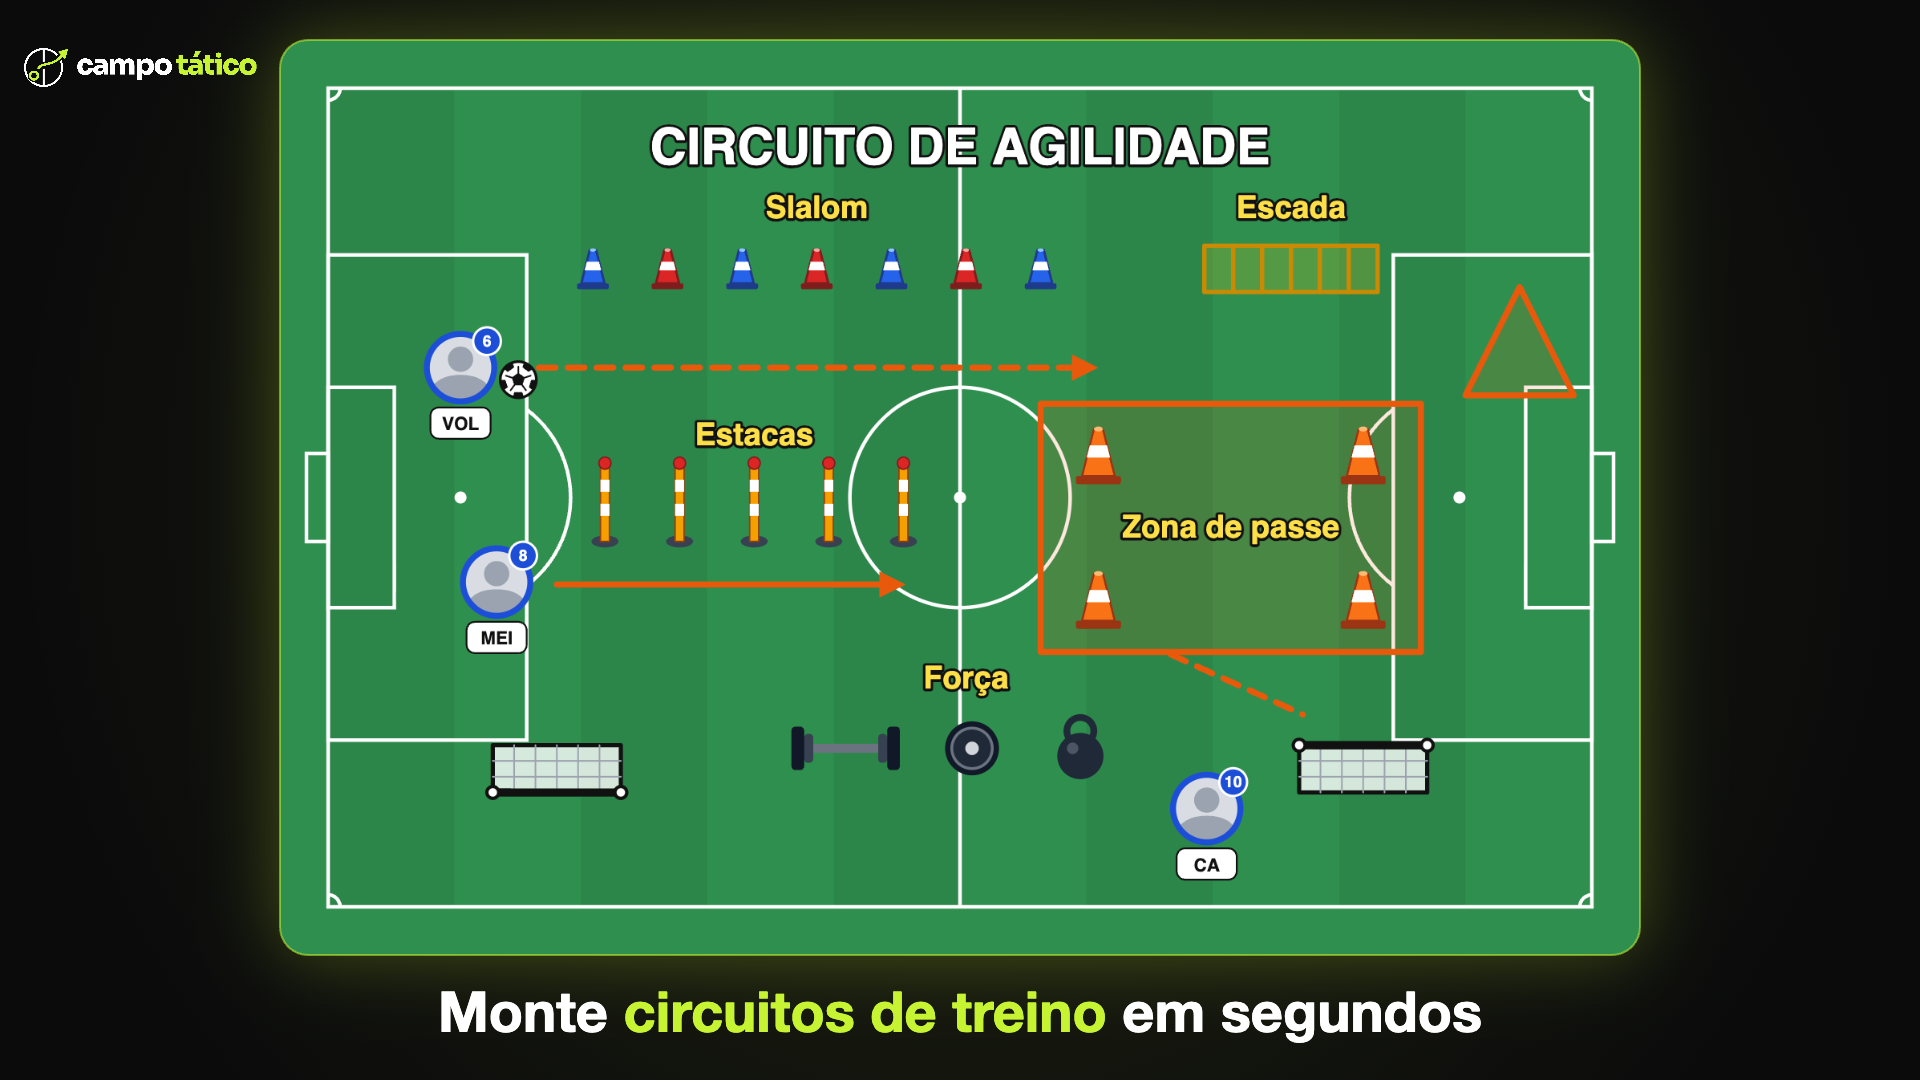 campo tático
CIRCUITO DE AGILIDADE
Slalom
Escada
6
VOL
Estacas
Zona de passe
8
MEI
Força
10
CA
Monte circuitos de treino em segundos